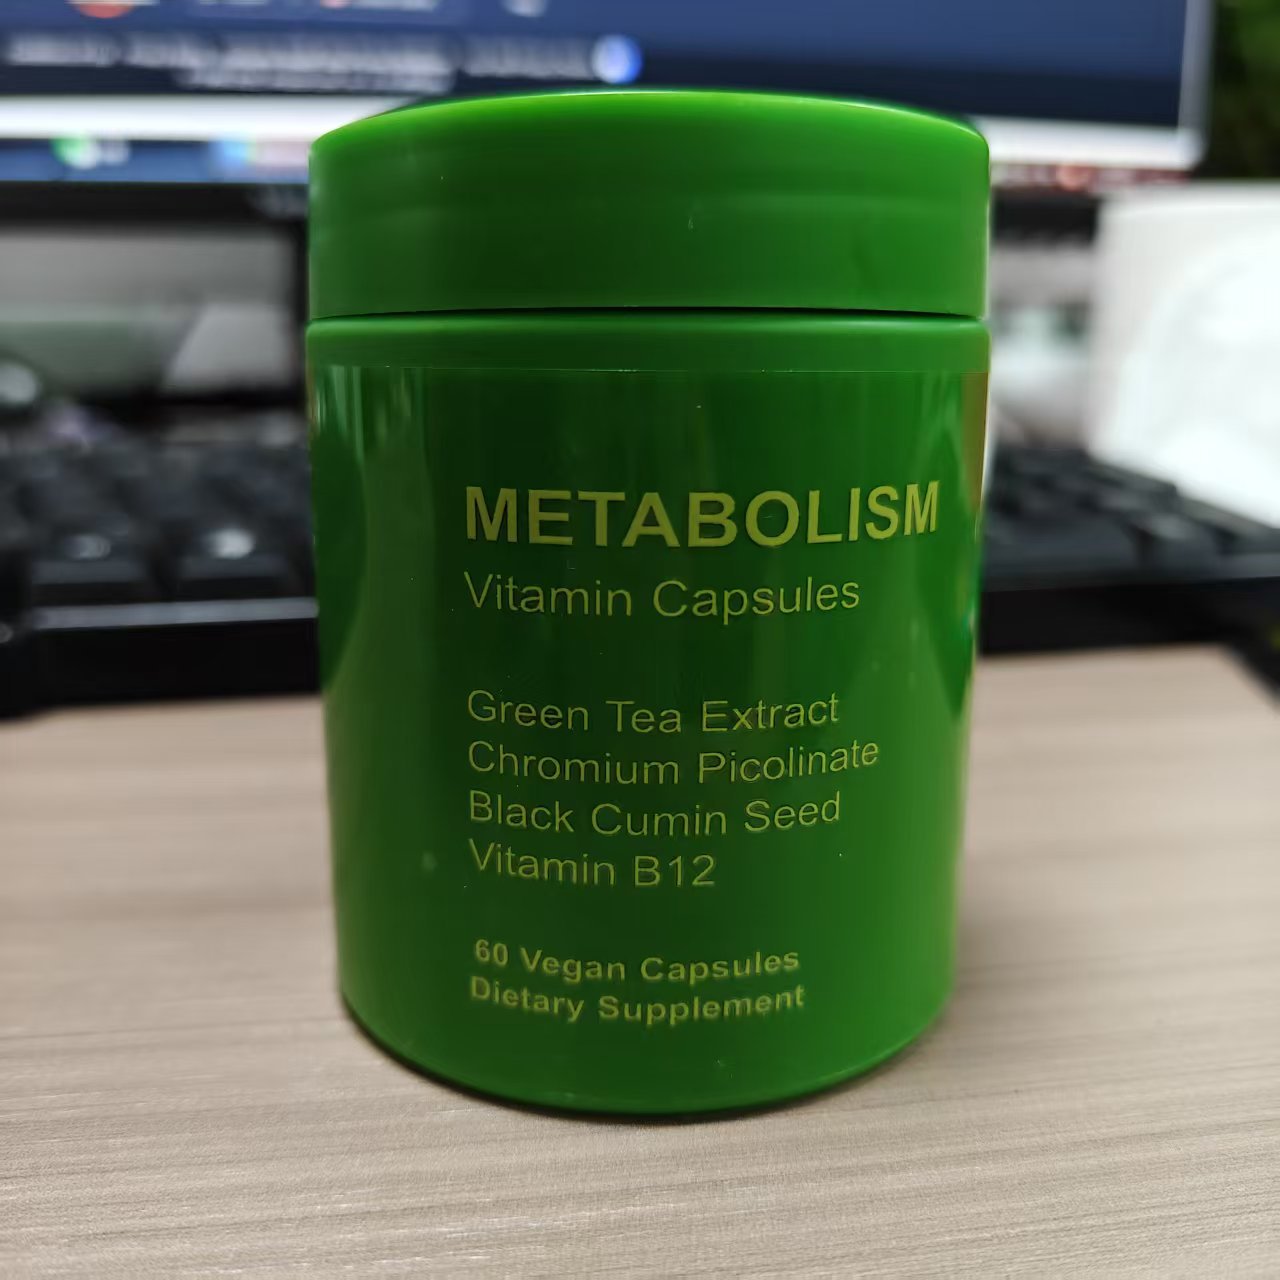 METABOLISM
Vitamin Capsules
Green Tea Extract
Chromium Picolinate
Black Cumin Seed
Vitamin B12
60 Vegan Capsules
Dietary Supplement